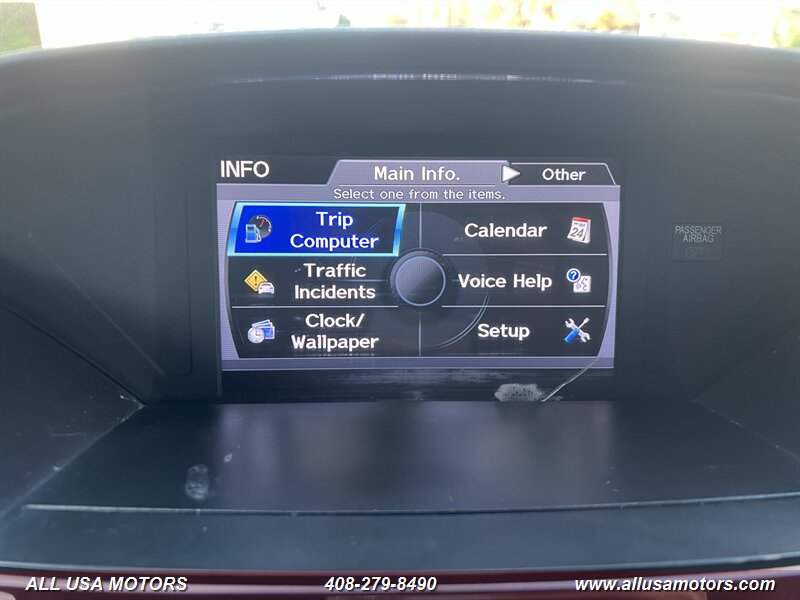 INFO
Main Info.
Other
Select one from the items.
Trip
Computer
Calendar
24
Traffic
Incidents
Voice Help
Clock/
Wallpaper
Setup
PASSENGER
AIRBAG
OFF
ALL USA MOTORS
408-279-8490
www.allusamotors.com